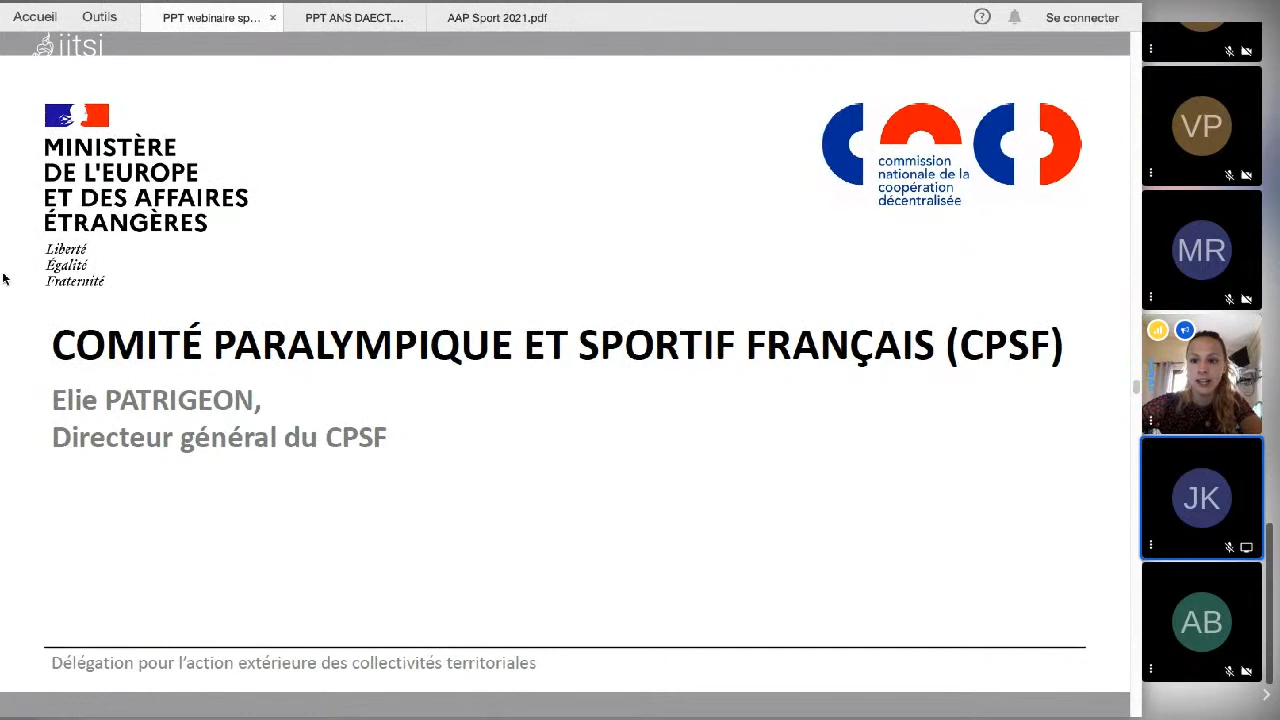 Accueil
Outils
PPT webinaire sp...
PPT ANS DAECT....
AAP Sport 2021.pdf
Se connecter
jitsi
MINISTÈRE
DE L'EUROPE
ET DES AFFAIRES
ÉTRANGÈRES
Liberté
Égalité
Fraternité
commission
nationale de la
coopération
décentralisée
COMITÉ PARALYMPIQUE ET SPORTIF FRANÇAIS (CPSF)
Elie PATRIGEON,
Directeur général du CPSF
Délégation pour l’action extérieure des collectivités territoriales
VP
MR
JK
AB